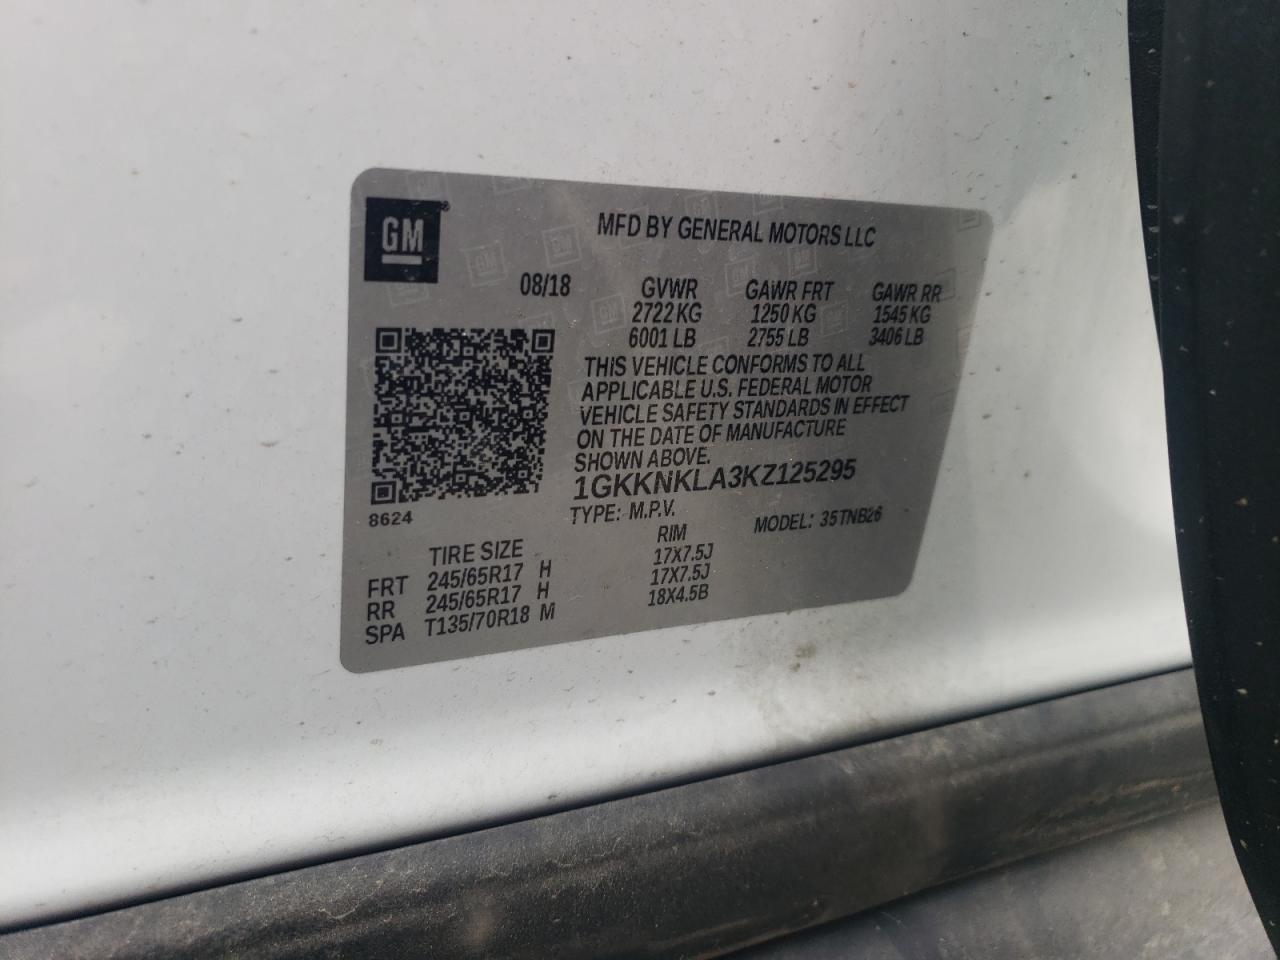 GM®
MFD BY GENERAL MOTORS LLC
08/18 GVWR GAWR FRT GAWR RR
2722 KG 1250 KG 1545 KG
6001 LB 2755 LB 3406 LB
THIS VEHICLE CONFORMS TO ALL
APPLICABLE U.S. FEDERAL MOTOR
VEHICLE SAFETY STANDARDS IN EFFECT
ON THE DATE OF MANUFACTURE
SHOWN ABOVE.
1GKKNKLA3KZ125295
8624
TYPE: M.P.V. MODEL: 35TNB26
TIRE SIZE RIM
FRT 245/65R17 H 17X7.5J
RR 245/65R17 H 17X7.5J
SPA T135/70R18 M 18X4.5B